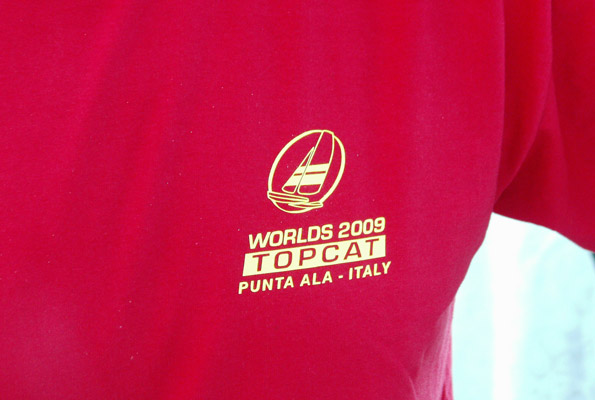 WORLDS 2009
TOPCAT
PUNTA ALA - ITALY